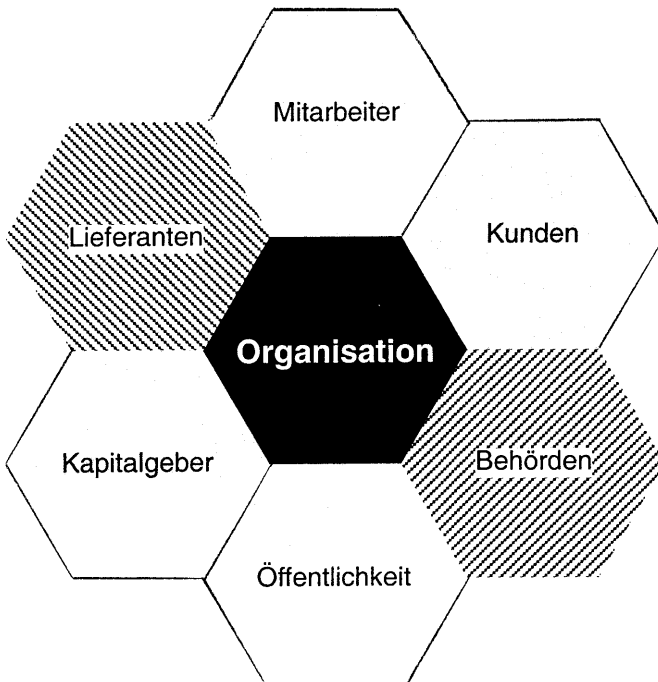 Mitarbeiter
Lieferanten
Kunden
Organisation
Kapitalgeber
Behörden
Öffentlichkeit